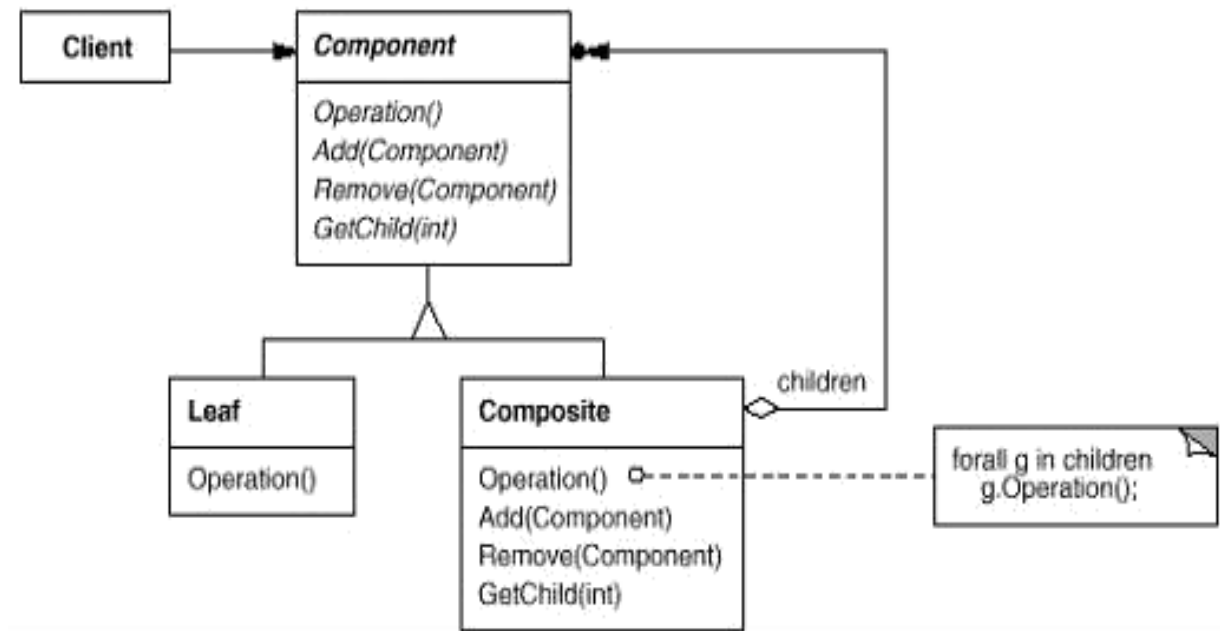 Client
Component
Operation()
Add(Component)
Remove(Component)
GetChild(int)
Leaf
Operation()
Composite
Operation()
Add(Component)
Remove(Component)
GetChild(int)
children
forall g in children
g.Operation();